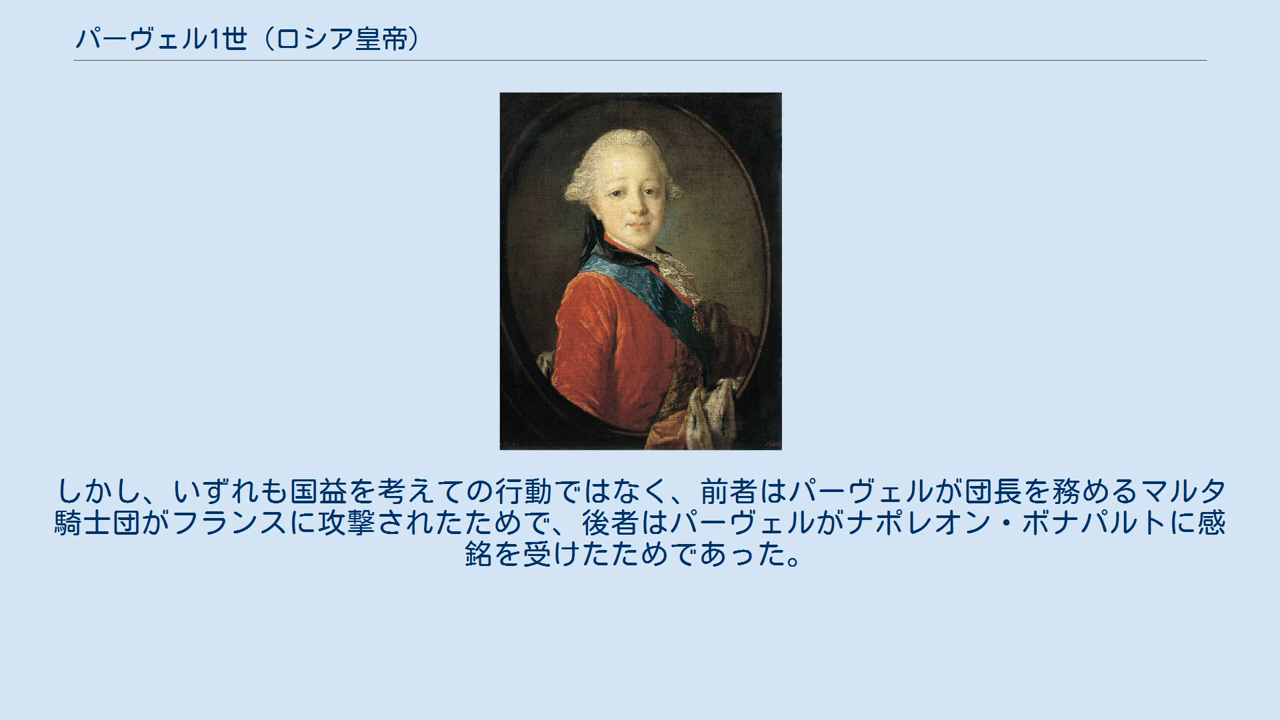 パーヴェル1世（ロシア皇帝）
しかし、いずれも国益を考えての行動ではなく、前者はパーヴェルが団長を務めるマルタ
騎士団がフランスに攻撃されたためで、後者はパーヴェルがナポレオン・ボナパルトに感
銘を受けたためであった。